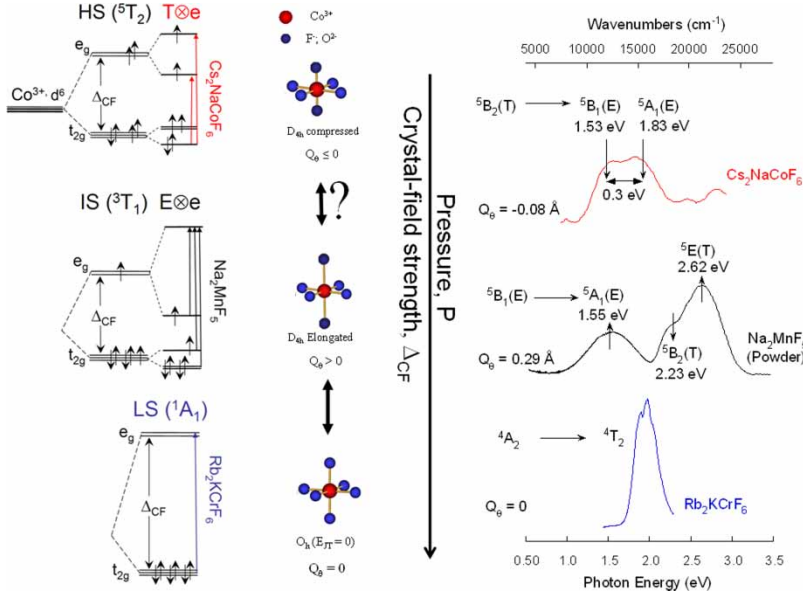 HS (⁵T₂) T⊗e
e_g
Co³⁺, d⁶
Δ_CF
t_2g
Cs₂NaCoF₆
IS (³T₁) E⊗e
e_g
Δ_CF
t_2g
Na₂MnF₅
LS (¹A₁)
e_g
Δ_CF
t_2g
Rb₂KCrF₆
Co³⁺
F⁻; O²⁻
D_4h compressed
Q_θ ≤ 0
?
D_4h Elongated
Q_θ > 0
O_h (E_JT = 0)
Q_θ = 0
Crystal-field strength, Δ_CF
Pressure, P
Wavenumbers (cm⁻¹)
5000 10000 15000 21000 28000
⁵B₂(T) ⁵B₁(E) ⁵A₁(E)
1.53 eV 1.83 eV
Cs₂NaCoF₆
0.3 eV
Q_θ = -0.08 Å
⁵E(T)
2.62 eV
⁵B₁(E) ⁵A₁(E)
1.55 eV
Na₂MnF₅
(Powder)
Q_θ = 0.29 Å
⁵B₂(T)
2.23 eV
⁴A₂ ⁴T₂
Q_θ = 0
Rb₂KCrF₆
0.50 1.0 1.5 2.0 2.5 3.0 3.5
Photon Energy (eV)